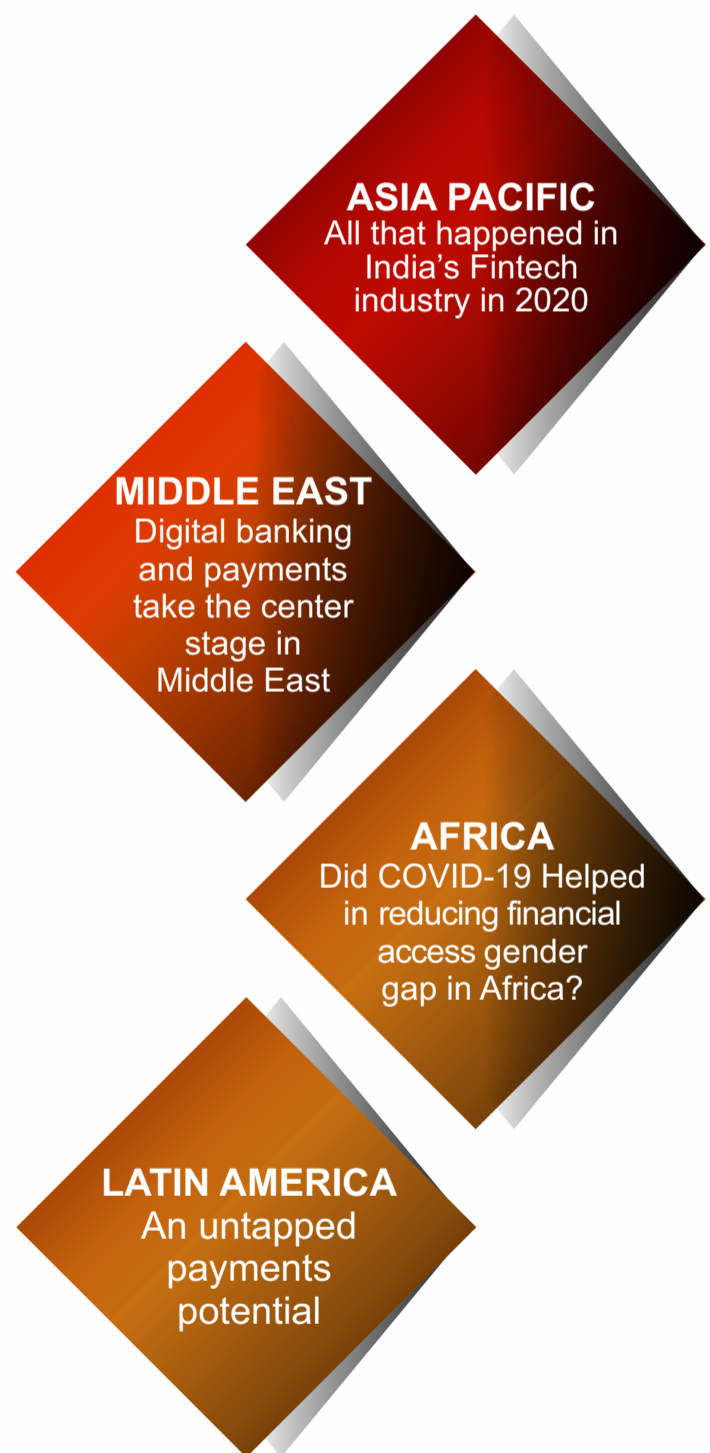 ASIA PACIFIC
All that happened in
India’s Fintech
industry in 2020
MIDDLE EAST
Digital banking
and payments
take the center
stage in
Middle East
AFRICA
Did COVID-19 Helped
in reducing financial
access gender
gap in Africa?
LATIN AMERICA
An untapped
payments
potential